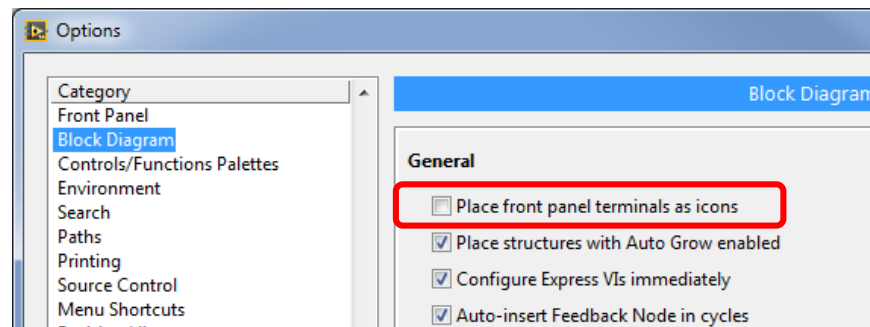 Options
Category
Front Panel
Block Diagram
Controls/Functions Palettes
Environment
Search
Paths
Printing
Source Control
Menu Shortcuts
Block Diagram
General
Place front panel terminals as icons
Place structures with Auto Grow enabled
Configure Express VIs immediately
Auto-insert Feedback Node in cycles